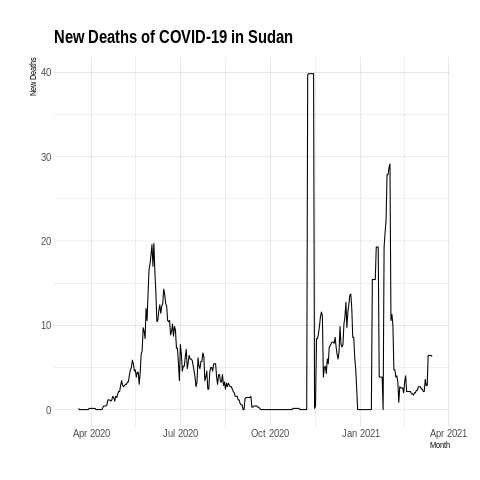 New Deaths of COVID-19 in Sudan
New Deaths
40
30
20
10
0
Apr 2020
Jul 2020
Oct 2020
Jan 2021
Apr 2021
Month